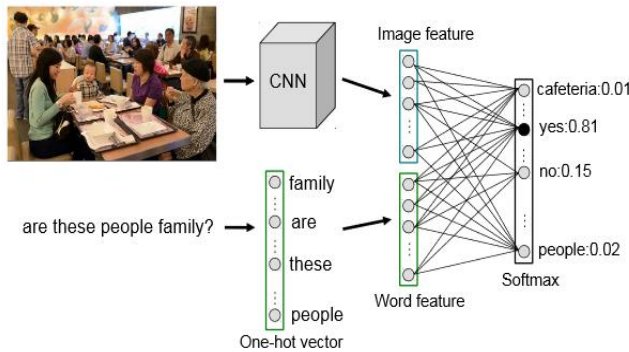 Image feature
CNN
cafeteria:0.01
yes:0.81
no:0.15
people:0.02
Softmax
are these people family?
family
are
these
people
One-hot vector
Word feature